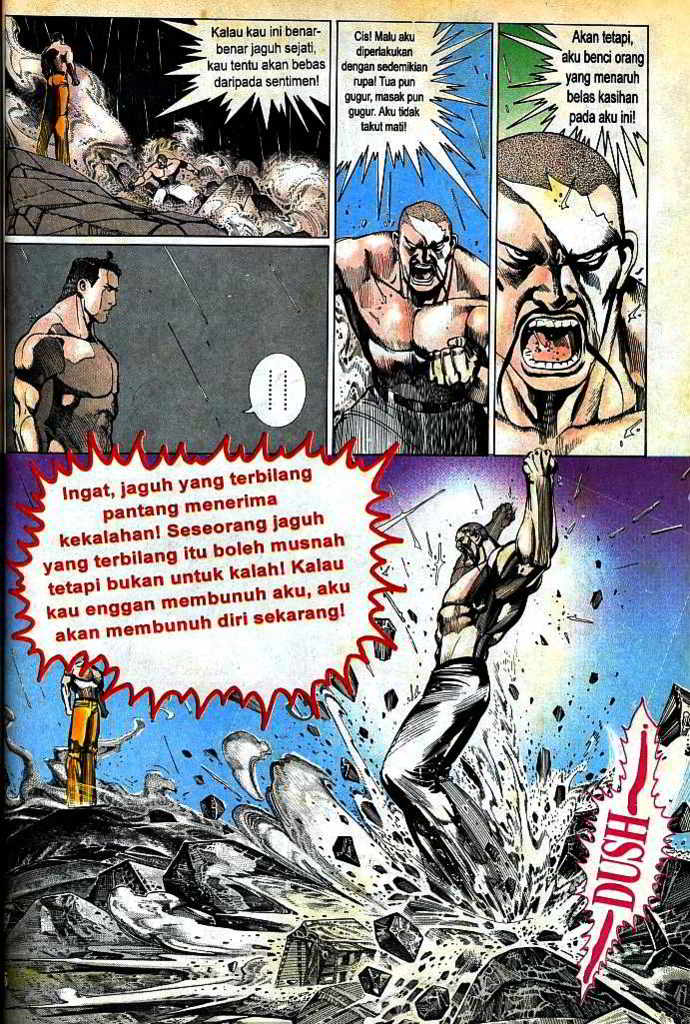 Kalau kau ini benar-
benar jaguh sejati,
kau tentu akan bebas
daripada sentimen!
Cis! Malu aku
diperlakukan
dengan sedemikian
rupa! Tua pun
gugur, masak pun
gugur. Aku tidak
takut mati!
Akan tetapi,
aku benci orang
yang menaruh
belas kasihan
pada aku ini!
!!
Ingat, jaguh yang terbilang
pantang menerima
kekalahan! Seseorang jaguh
yang terbilang itu boleh musnah
tetapi bukan untuk kalah! Kalau
kau enggan membunuh aku, aku
akan membunuh diri sekarang!
DUSH